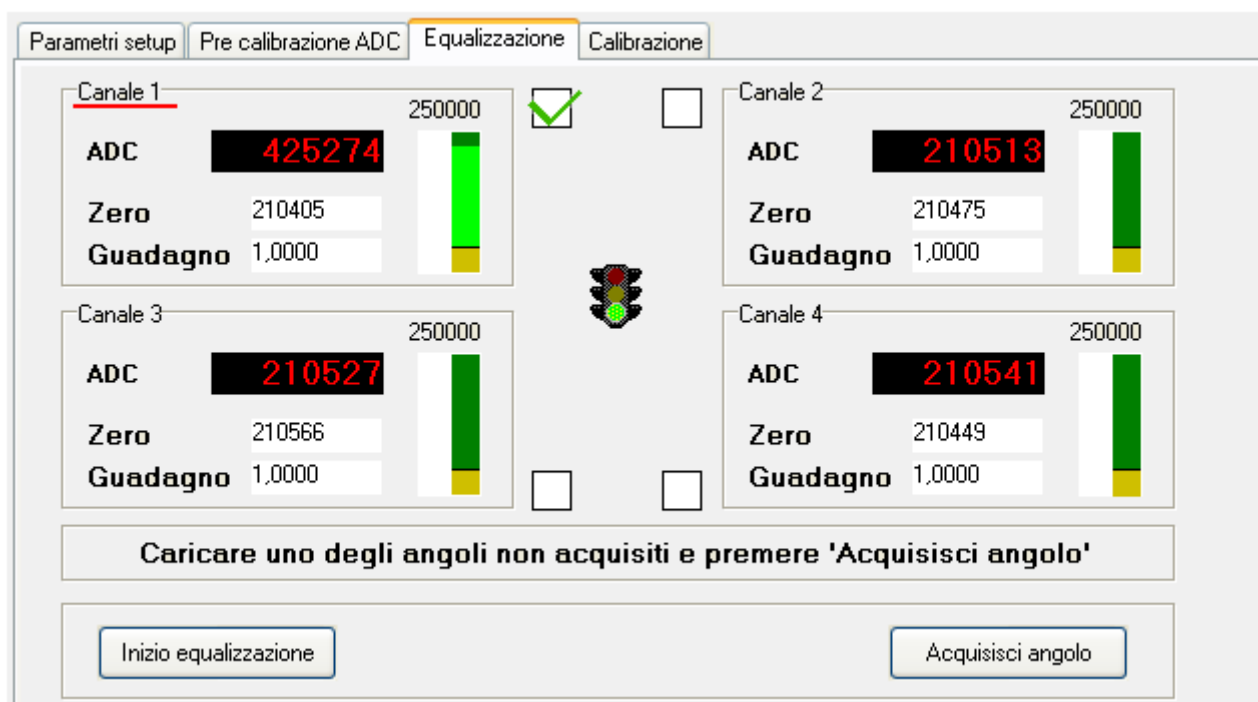 Parametri setup Pre calibrazione ADC Equalizzazione Calibrazione
Canale 1
250000
ADC 425274
Zero 210405
Guadagno 1,0000
Canale 2
250000
ADC 210513
Zero 210475
Guadagno 1,0000
Canale 3
250000
ADC 210527
Zero 210566
Guadagno 1,0000
Canale 4
250000
ADC 210541
Zero 210449
Guadagno 1,0000
Caricare uno degli angoli non acquisiti e premere 'Acquisisci angolo'
Inizio equalizzazione Acquisisci angolo